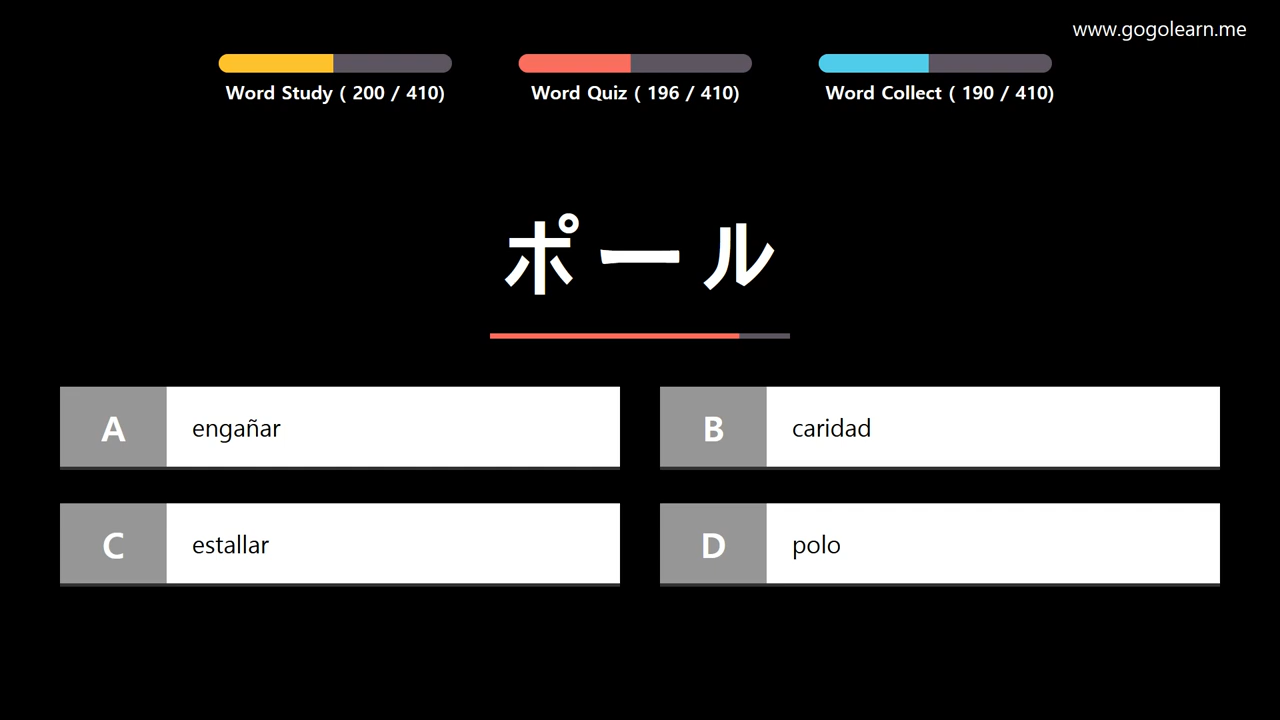 www.gogolearn.me
Word Study ( 200 / 410)
Word Quiz ( 196 / 410)
Word Collect ( 190 / 410)
ポール
A engañar
B caridad
C estallar
D polo